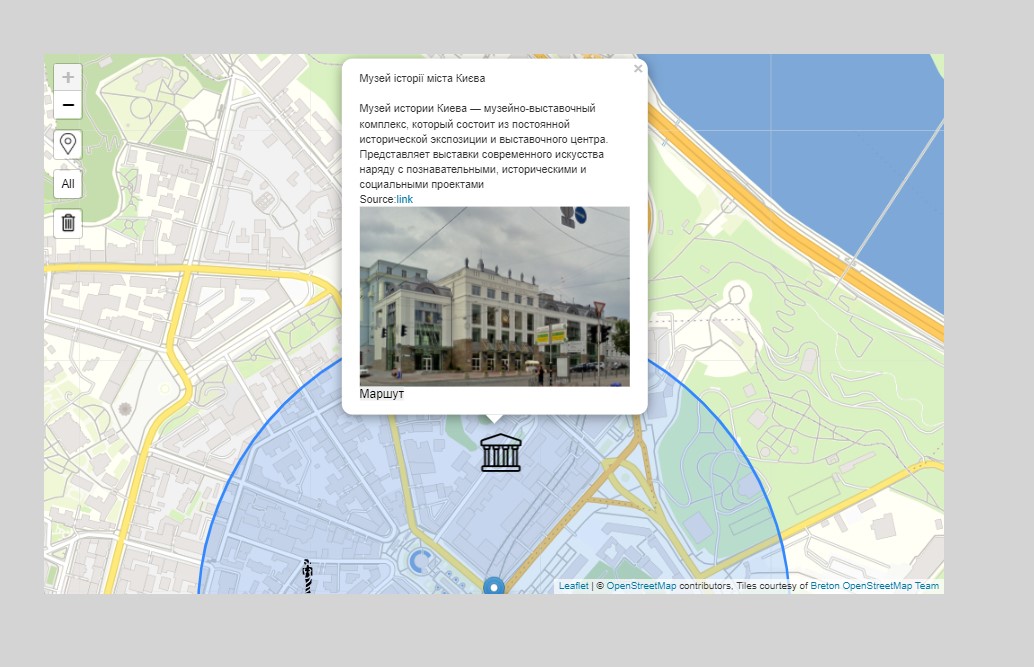 +
Музей історії міста Києва
×
Музей истории Киева — музейно-выставочный
комплекс, который состоит из постоянной
исторической экспозиции и выставочного центра.
Представляет выставки современного искусства
наряду с познавательными, историческими и
социальными проектами
Source:link
Маршут
−
All
Leaflet | © OpenStreetMap contributors, Tiles courtesy of Breton OpenStreetMap Team